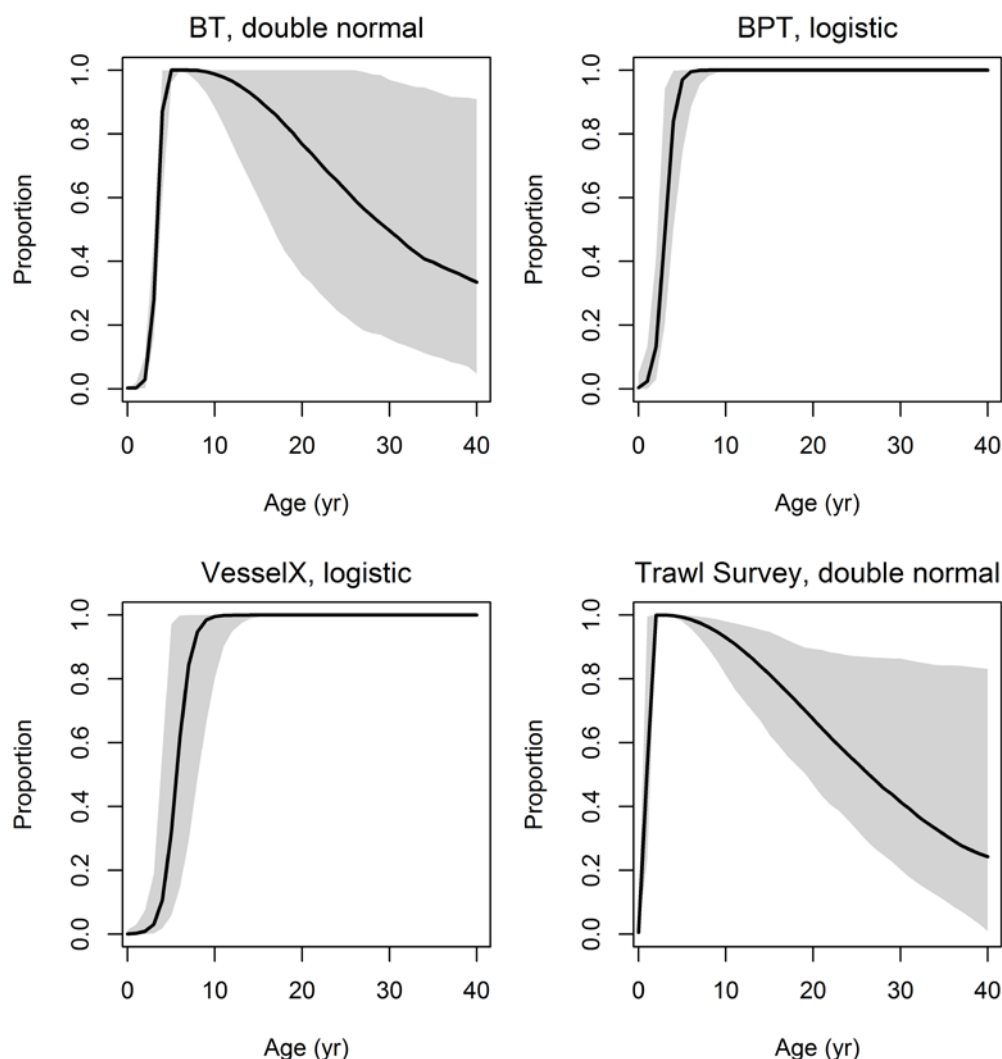 BT, double normal
Proportion
0.0 0.2 0.4 0.6 0.8 1.0
0 10 20 30 40
Age (yr)
BPT, logistic
Proportion
0.0 0.2 0.4 0.6 0.8 1.0
0 10 20 30 40
Age (yr)
VesselX, logistic
Proportion
0.0 0.2 0.4 0.6 0.8 1.0
0 10 20 30 40
Age (yr)
Trawl Survey, double normal
Proportion
0.0 0.2 0.4 0.6 0.8 1.0
0 10 20 30 40
Age (yr)